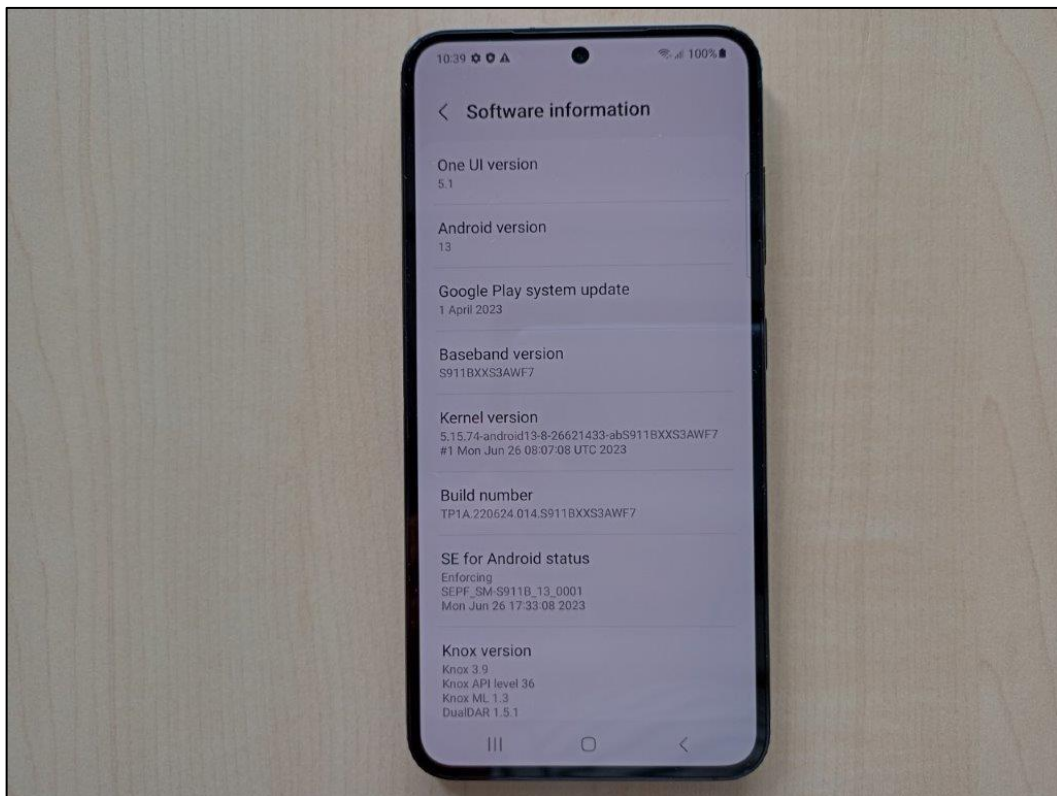 10:39 100%
Software information
One UI version
5.1
Android version
13
Google Play system update
1 April 2023
Baseband version
S911BXXS3AWF7
Kernel version
5.15.74-android13-8-26621433-abS911BXXS3AWF7
#1 Mon Jun 26 08:07:08 UTC 2023
Build number
TP1A.220624.014.S911BXXS3AWF7
SE for Android status
Enforcing
SEPF_SM-S911B_13_0001
Mon Jun 26 17:33:08 2023
Knox version
Knox 3.9
Knox API level 36
Knox ML 1.3
DualDAR 1.5.1